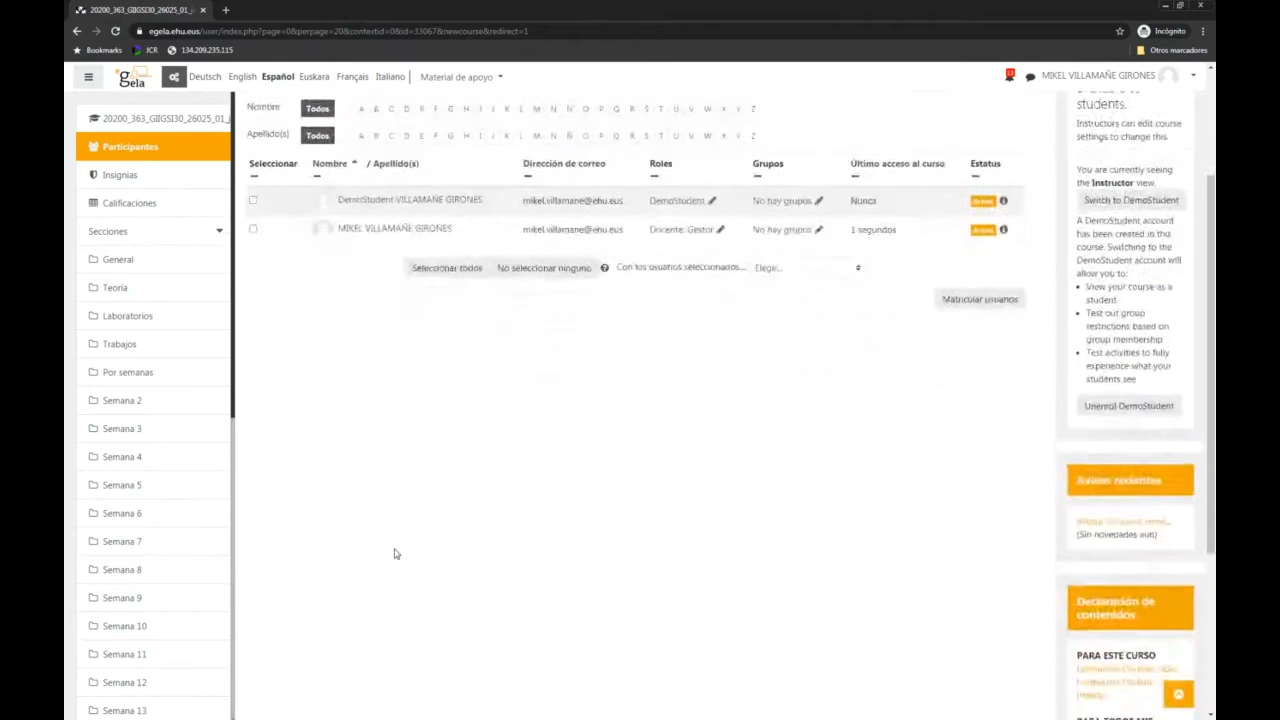 20200_363_GIIGSI30_26025_01_
egela.ehu.eus/user/index.php?page=0&perpage=20&contextid=0&id=33067&newcourse&redirect=1
Incógnito
Bookmarks JCR 134.209.235.115
Otros marcadores
gela Deutsch English Español Euskara Français Italiano Material de apoyo
MIKEL VILLAMAÑE GIRONES
20200_363_GIIGSI30_26025_01_
Participantes
Insignias
Calificaciones
Secciones
General
Teoría
Laboratorios
Trabajos
Por semanas
Semana 2
Semana 3
Semana 4
Semana 5
Semana 6
Semana 7
Semana 8
Semana 9
Semana 10
Semana 11
Semana 12
Semana 13
Nombre Todos A B C D E F G H I J K L M N Ñ O P Q R S T U V W X Y Z
Apellido(s) Todos A B C D E F G H I J K L M N Ñ O P Q R S T U V W X Y Z
Seleccionar Nombre / Apellido(s) Dirección de correo Roles Grupos Último acceso al curso Estatus
DemoStudent VILLAMAÑE GIRONES mikel.villamane@ehu.eus DemoStudent No hay grupos Nunca
MIKEL VILLAMAÑE GIRONES mikel.villamane@ehu.eus Docente, Gestor No hay grupos 1 segundos
Seleccionar todos No seleccionar ninguno Con los usuarios seleccionados... Elegir...
Matricular usuarios
students.
Instructors can edit course
settings to change this.
You are currently seeing
the Instructor view.
Switch to DemoStudent
A DemoStudent account
has been created in this
course. Switching to the
DemoStudent account will
allow you to:
• View your course as a
student.
• Test out group
restrictions based on
group membership
• Test activities to fully
experience what your
students see
Unenrol DemoStudent
Avisos recientes
(Sin novedades aún)
Declaración de
contenidos
PARA ESTE CURSO